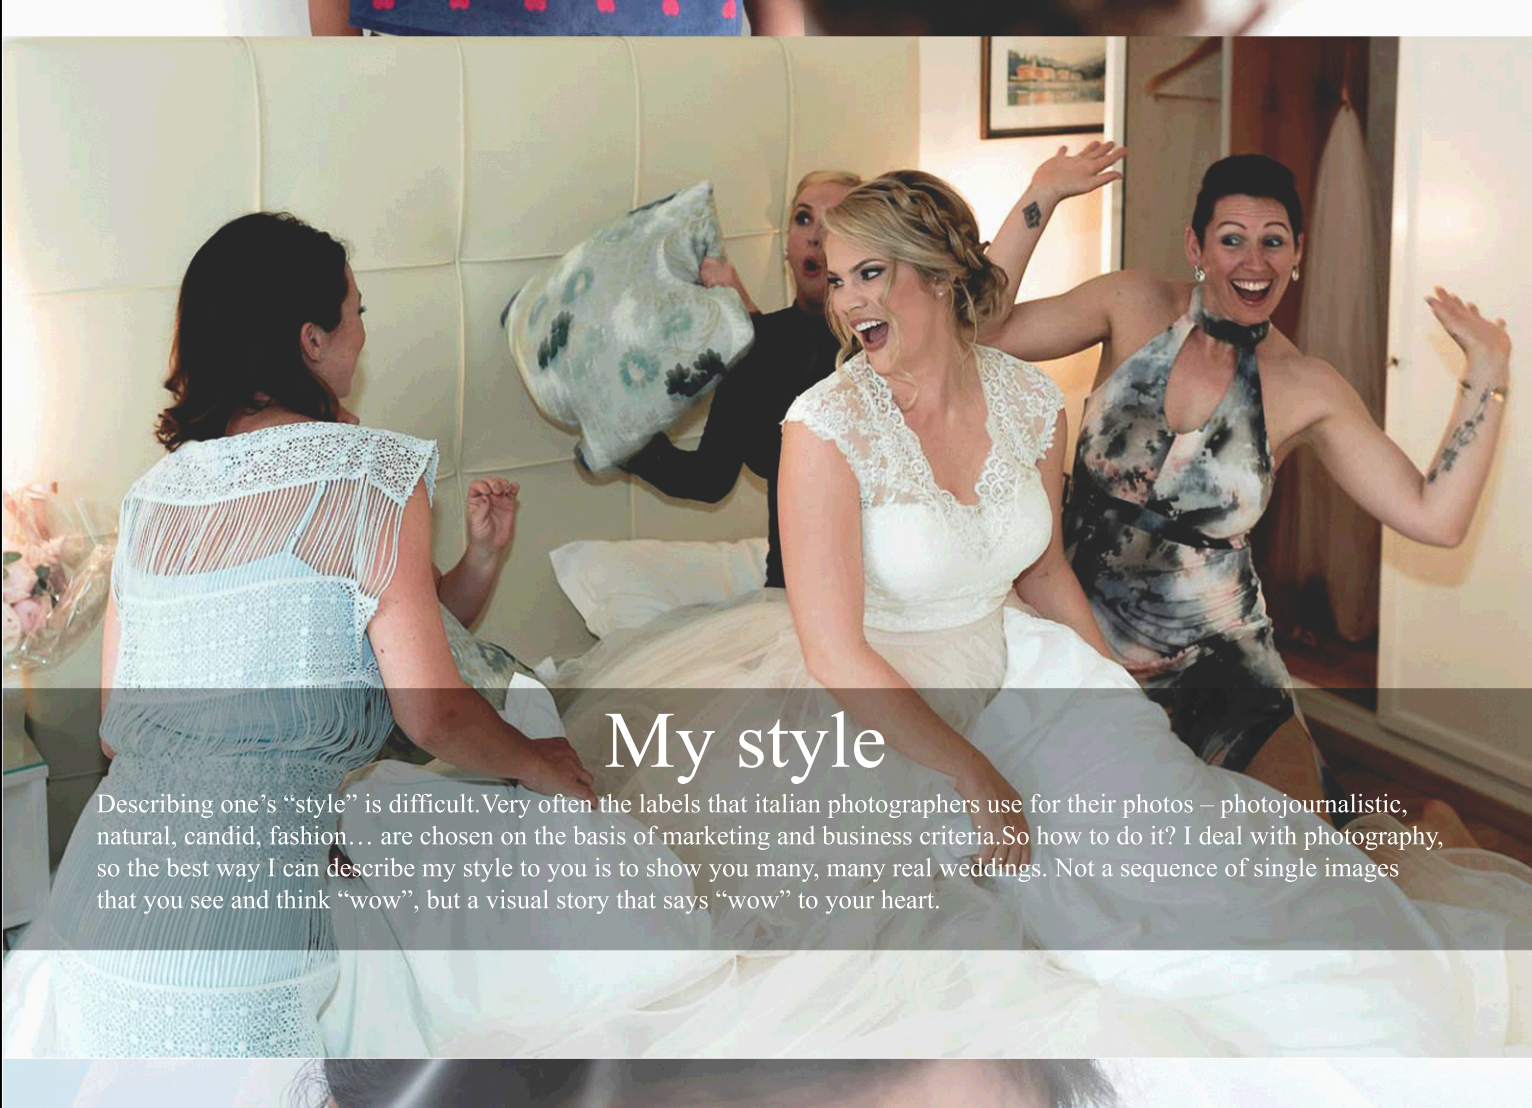 My style
Describing one’s “style” is difficult.Very often the labels that italian photographers use for their photos – photojournalistic,
natural, candid, fashion… are chosen on the basis of marketing and business criteria.So how to do it? I deal with photography,
so the best way I can describe my style to you is to show you many, many real weddings. Not a sequence of single images
that you see and think “wow”, but a visual story that says “wow” to your heart.